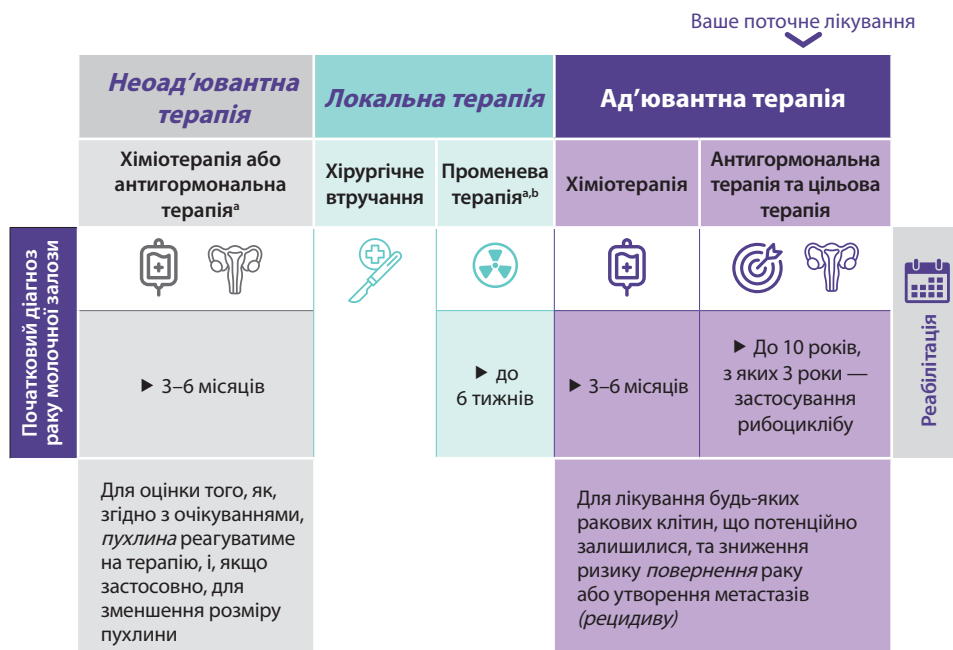 Ваше поточне лікування
Неоад'ювантна
терапія
Локальна терапія
Ад'ювантна терапія
Хіміотерапія або
антигормональна
терапіяᵃ
Хірургічне
втручання
Променева
терапіяᵃ,ᵇ
Хіміотерапія
Антигормональна
терапія та цільова
терапія
Початковий діагноз
раку молочної залози
▶ 3–6 місяців
▶ до
6 тижнів
▶ 3–6 місяців
▶ До 10 років,
з яких 3 роки —
застосування
рибоциклібу
Реабілітація
Для оцінки того, як,
згідно з очікуваннями,
пухлина реагуватиме
на терапію, і, якщо
застосовно, для
зменшення розміру
пухлини
Для лікування будь-яких
ракових клітин, що потенційно
залишилися, та зниження
ризику повернення раку
або утворення метастазів
(рецидиву)